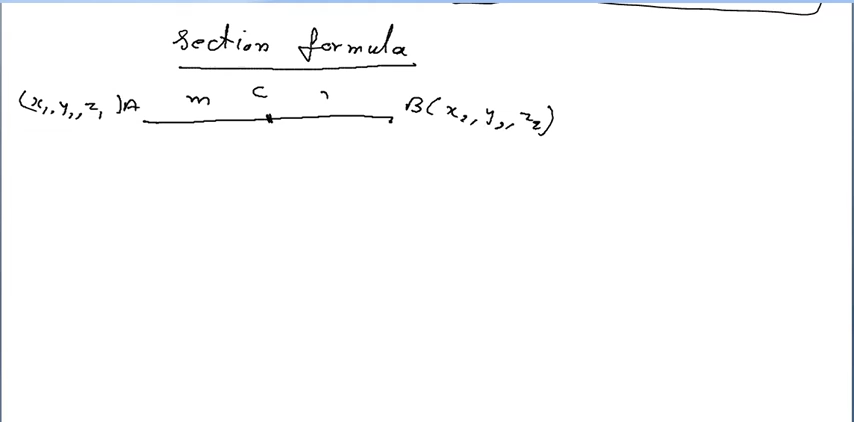 Section formula
(x₁, y₁, z₁) A m C B (x₂, y₂, z₂)